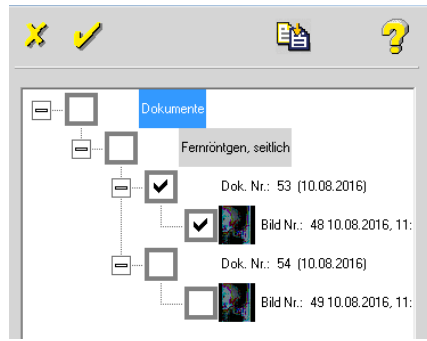 Dokumente
Fernröntgen, seitlich
Dok. Nr.: 53 (10.08.2016)
Bild Nr.: 48 10.08.2016, 11:
Dok. Nr.: 54 (10.08.2016)
Bild Nr.: 49 10.08.2016, 11: